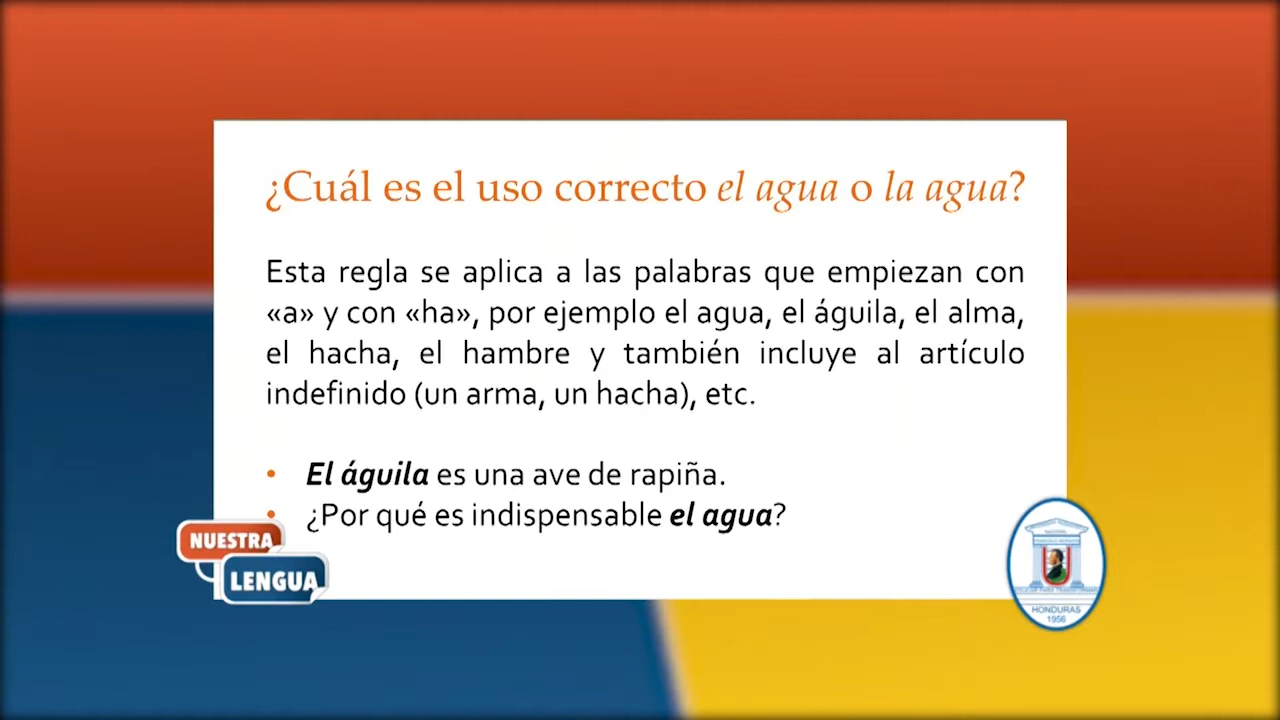 ¿Cuál es el uso correcto el agua o la agua?
Esta regla se aplica a las palabras que empiezan con
«a» y con «ha», por ejemplo el agua, el águila, el alma,
el hacha, el hambre y también incluye al artículo
indefinido (un arma, un hacha), etc.
• El águila es una ave de rapiña.
• ¿Por qué es indispensable el agua?
NUESTRA
LENGUA
HONDURAS
1956